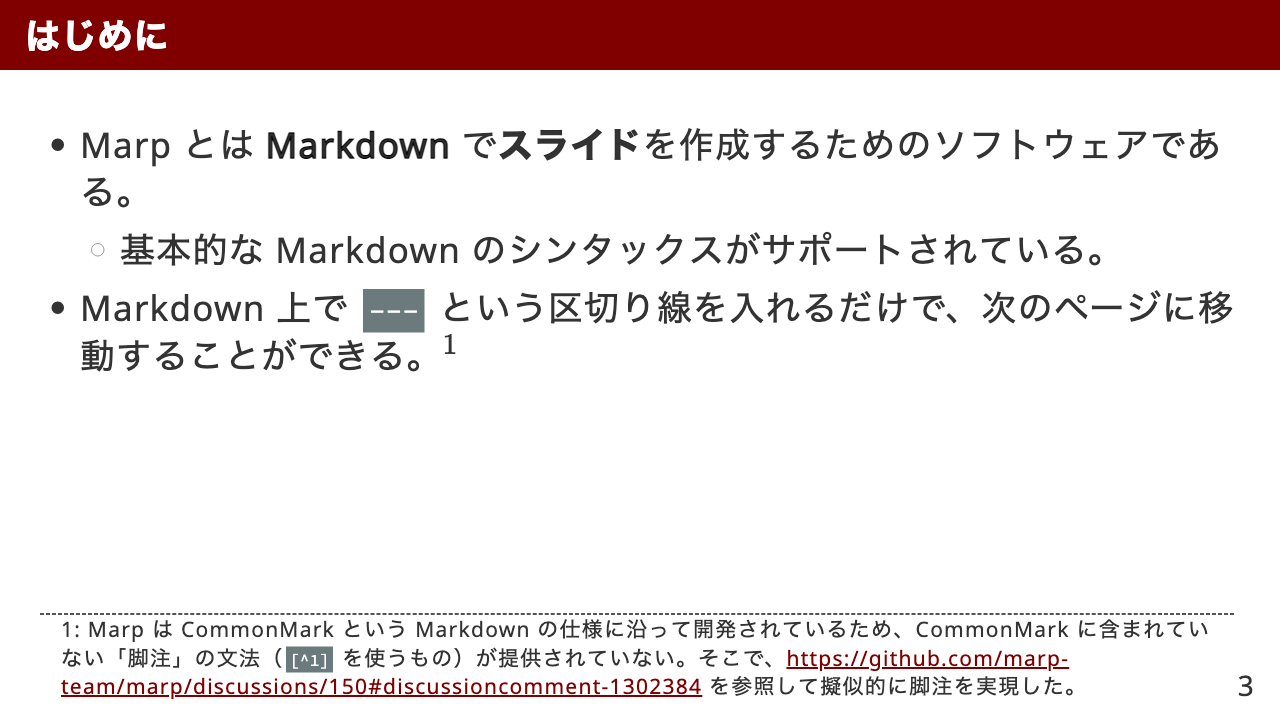 はじめに
• Marp とは Markdown でスライドを作成するためのソフトウェアであ
る。
○ 基本的な Markdown のシンタックスがサポートされている。
• Markdown 上で --- という区切り線を入れるだけで、次のページに移
動することができる。1
1: Marp は CommonMark という Markdown の仕様に沿って開発されているため、CommonMark に含まれてい
ない「脚注」の文法（ [^1] を使うもの）が提供されていない。そこで、https://github.com/marp-
team/marp/discussions/150#discussioncomment-1302384 を参照して擬似的に脚注を実現した。
3